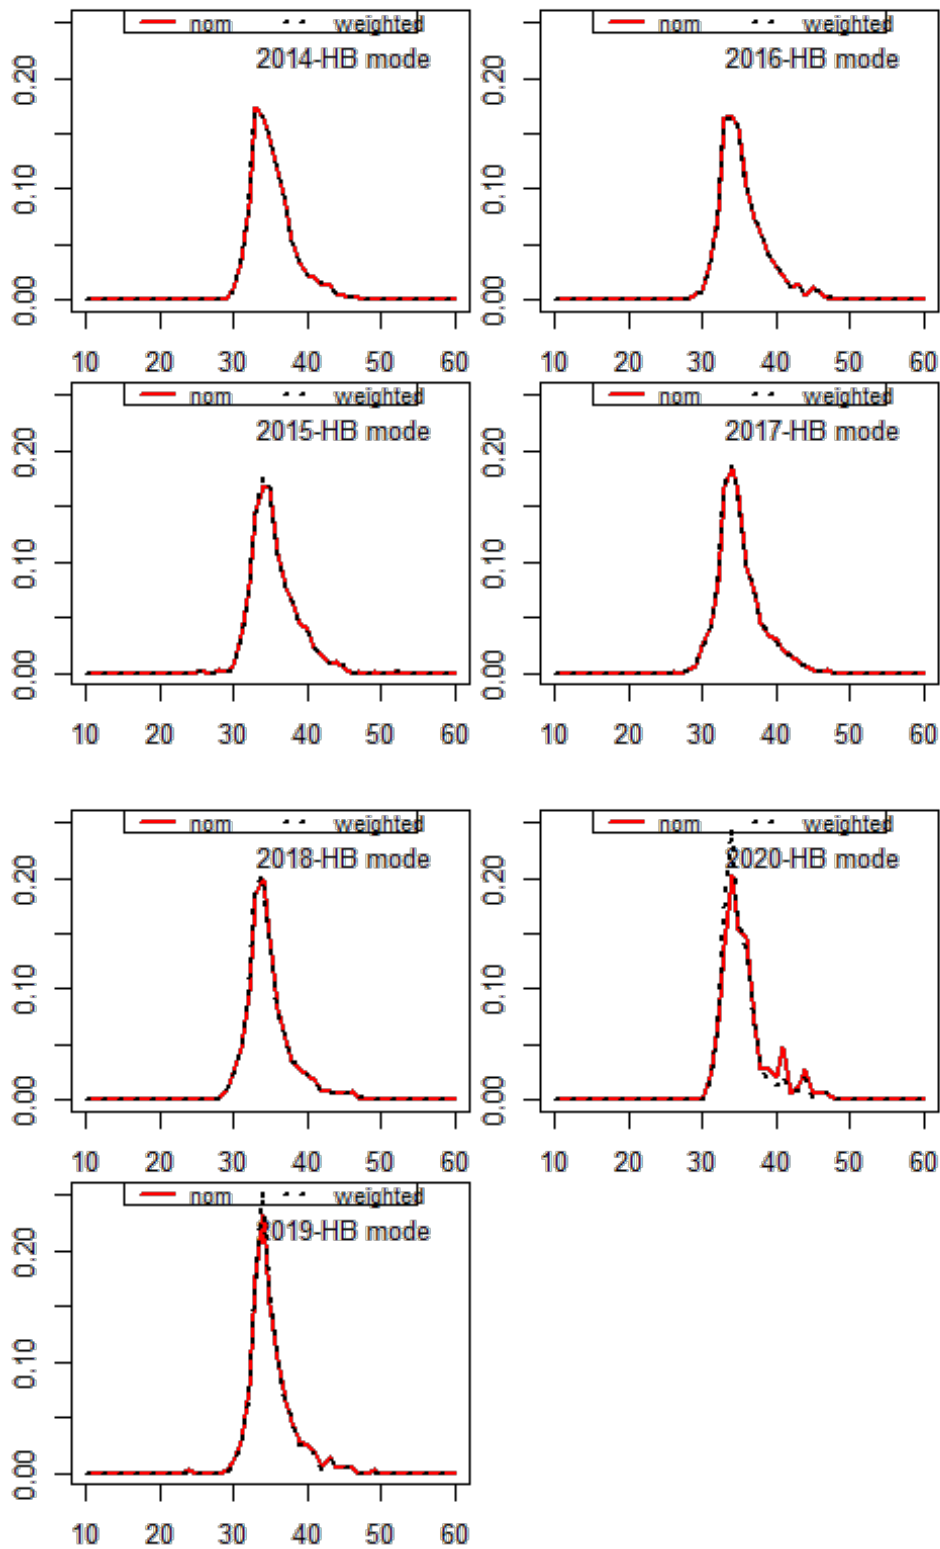 nom weighted
2014-HB mode
0.00 0.10 0.20
10 20 30 40 50 60
nom weighted
2016-HB mode
0.00 0.10 0.20
10 20 30 40 50 60
nom weighted
2015-HB mode
0.00 0.10 0.20
10 20 30 40 50 60
nom weighted
2017-HB mode
0.00 0.10 0.20
10 20 30 40 50 60
nom weighted
2018-HB mode
0.00 0.10 0.20
10 20 30 40 50 60
nom weighted
2020-HB mode
0.00 0.10 0.20
10 20 30 40 50 60
nom weighted
2019-HB mode
0.00 0.10 0.20
10 20 30 40 50 60